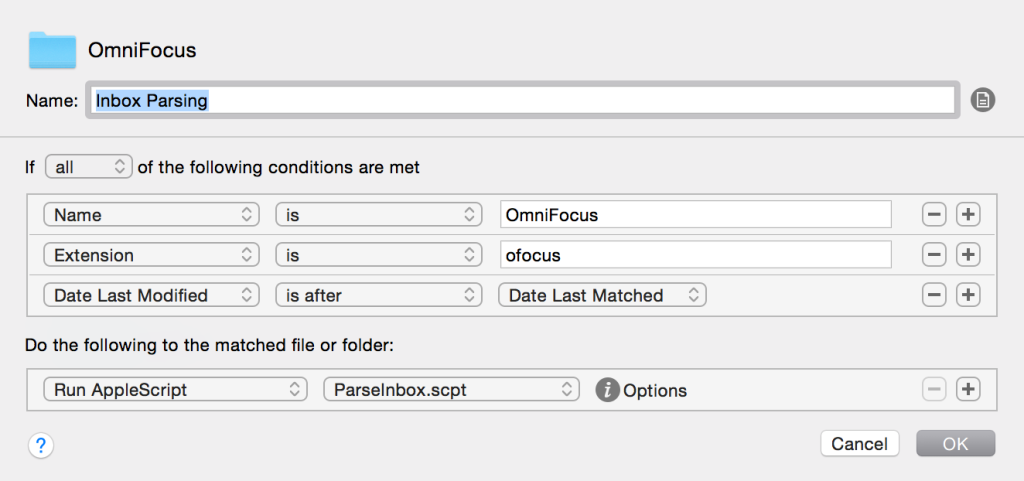 OmniFocus
Name: Inbox Parsing
If all of the following conditions are met
Name is OmniFocus
Extension is ofocus
Date Last Modified is after Date Last Matched
Do the following to the matched file or folder:
Run AppleScript ParseInbox.scpt i Options
? Cancel OK